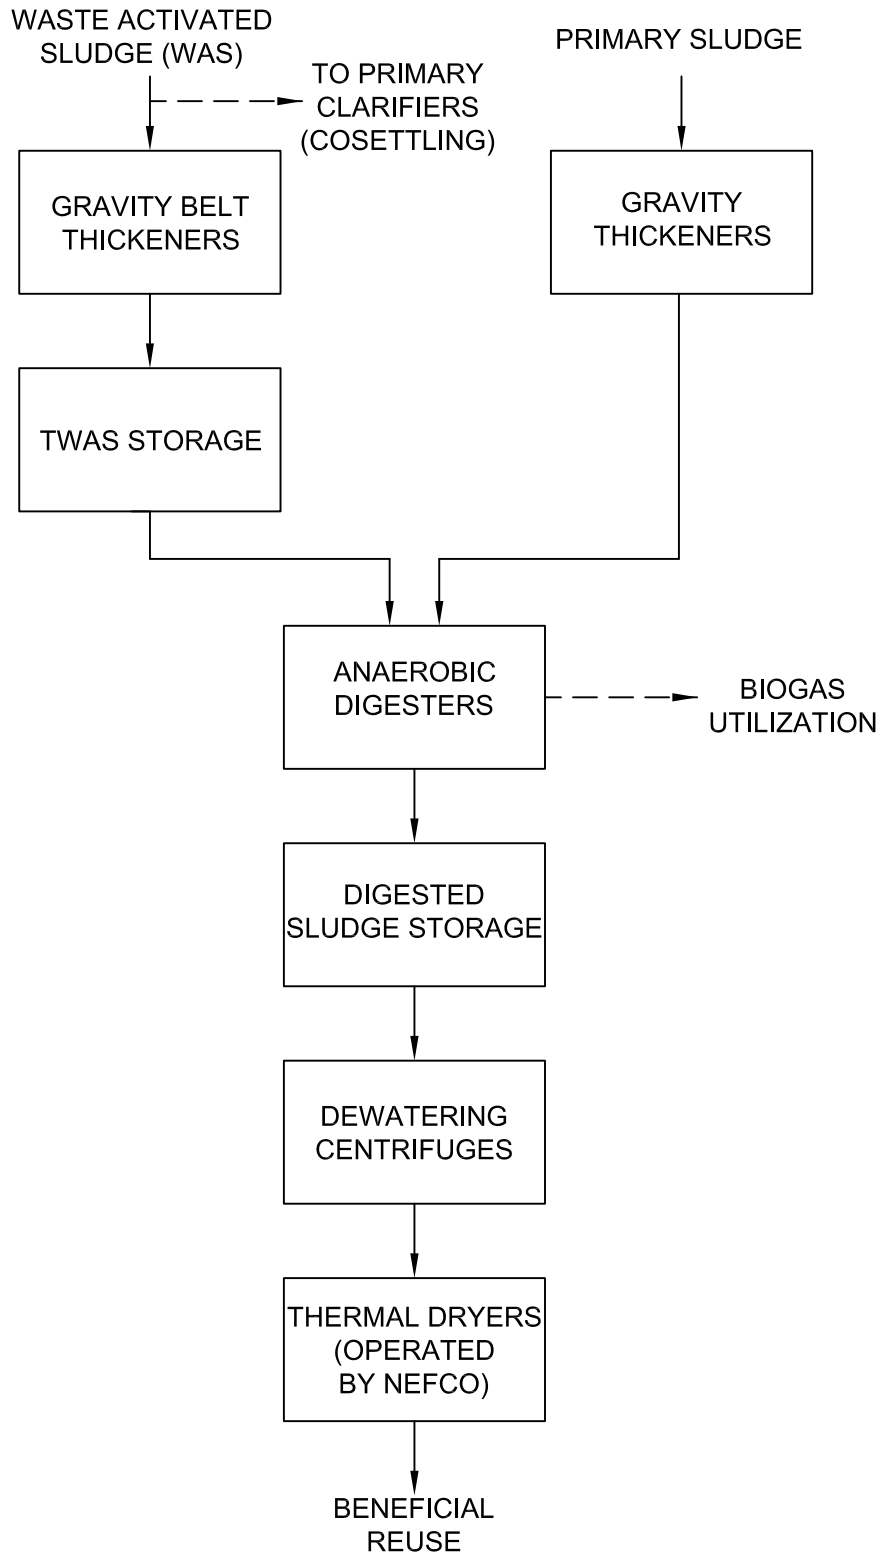 WASTE ACTIVATED
SLUDGE (WAS)
PRIMARY SLUDGE
TO PRIMARY
CLARIFIERS
(COSETTLING)
GRAVITY BELT
THICKENERS
GRAVITY
THICKENERS
TWAS STORAGE
ANAEROBIC
DIGESTERS
BIOGAS
UTILIZATION
DIGESTED
SLUDGE STORAGE
DEWATERING
CENTRIFUGES
THERMAL DRYERS
(OPERATED
BY NEFCO)
BENEFICIAL
REUSE